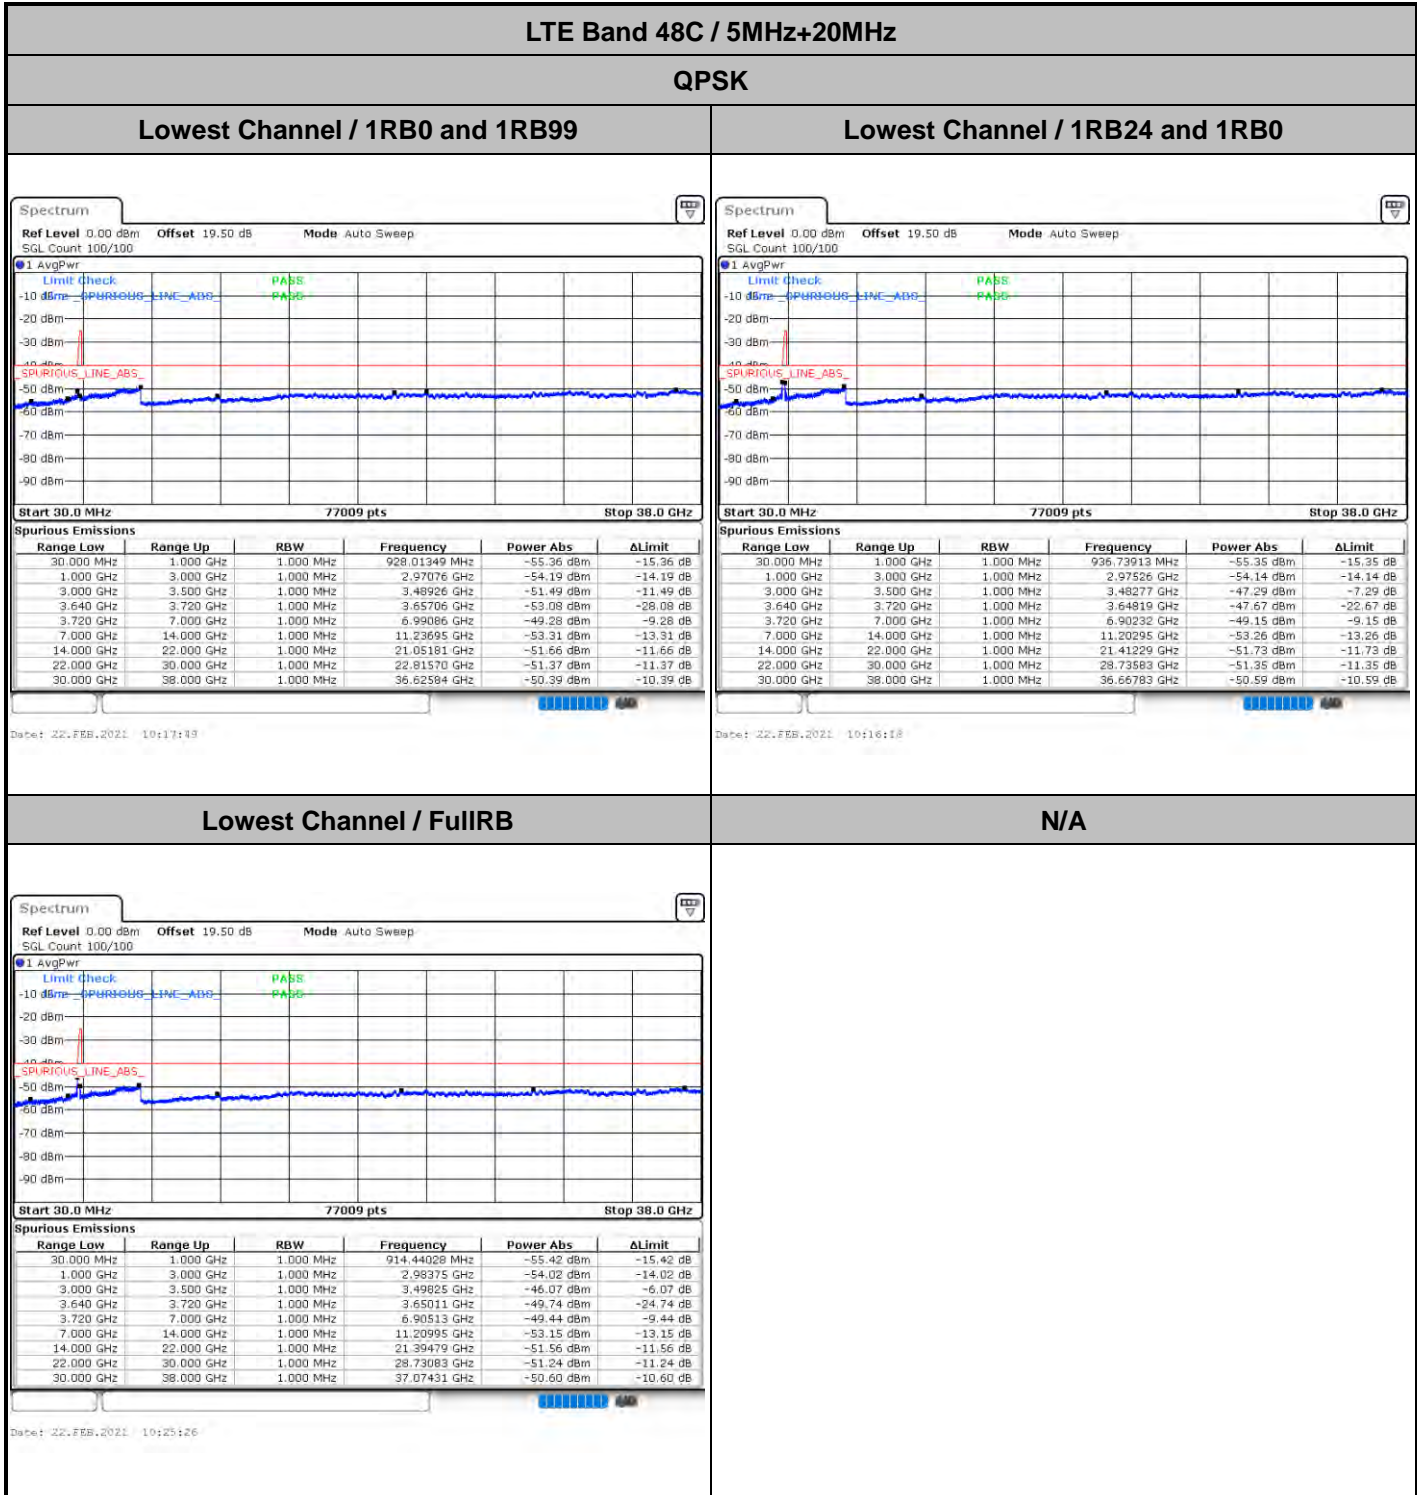 LTE Band 48C / 5MHz+20MHz
QPSK
Lowest Channel / 1RB0 and 1RB99
Lowest Channel / 1RB24 and 1RB0
Spectrum
Ref Level 0.00 dBm Offset 19.50 dB Mode Auto Sweep
SGL Count 100/100
1 AvgPwr
Limit Check PASS
-10 dBm Line _SPURIOUS_LINE_ABS_ PASS
-20 dBm
-30 dBm
-40 dBm
_SPURIOUS_LINE_ABS_
-50 dBm
-60 dBm
-70 dBm
-80 dBm
-90 dBm
Start 30.0 MHz 77009 pts Stop 38.0 GHz
Spurious Emissions
Range Low Range Up RBW Frequency Power Abs ΔLimit
30.000 MHz 1.000 GHz 1.000 MHz 928.01349 MHz -55.36 dBm -15.36 dB
1.000 GHz 3.000 GHz 1.000 MHz 2.97076 GHz -54.19 dBm -14.19 dB
3.000 GHz 3.500 GHz 1.000 MHz 3.48926 GHz -51.49 dBm -11.49 dB
3.640 GHz 3.720 GHz 1.000 MHz 3.65706 GHz -53.08 dBm -28.08 dB
3.720 GHz 7.000 GHz 1.000 MHz 6.99086 GHz -49.28 dBm -9.28 dB
7.000 GHz 14.000 GHz 1.000 MHz 11.23695 GHz -53.31 dBm -13.31 dB
14.000 GHz 22.000 GHz 1.000 MHz 21.05181 GHz -51.66 dBm -11.66 dB
22.000 GHz 30.000 GHz 1.000 MHz 22.81570 GHz -51.37 dBm -11.37 dB
30.000 GHz 38.000 GHz 1.000 MHz 36.62584 GHz -50.39 dBm -10.39 dB
Date: 22.FEB.2021 10:17:49
Spectrum
Ref Level 0.00 dBm Offset 19.50 dB Mode Auto Sweep
SGL Count 100/100
1 AvgPwr
Limit Check PASS
-10 dBm Line _SPURIOUS_LINE_ABS_ PASS
-20 dBm
-30 dBm
-40 dBm
_SPURIOUS_LINE_ABS_
-50 dBm
-60 dBm
-70 dBm
-80 dBm
-90 dBm
Start 30.0 MHz 77009 pts Stop 38.0 GHz
Spurious Emissions
Range Low Range Up RBW Frequency Power Abs ΔLimit
30.000 MHz 1.000 GHz 1.000 MHz 936.73913 MHz -55.35 dBm -15.35 dB
1.000 GHz 3.000 GHz 1.000 MHz 2.97526 GHz -54.14 dBm -14.14 dB
3.000 GHz 3.500 GHz 1.000 MHz 3.48277 GHz -47.29 dBm -7.29 dB
3.640 GHz 3.720 GHz 1.000 MHz 3.64819 GHz -47.67 dBm -22.67 dB
3.720 GHz 7.000 GHz 1.000 MHz 6.90232 GHz -49.15 dBm -9.15 dB
7.000 GHz 14.000 GHz 1.000 MHz 11.20295 GHz -53.26 dBm -13.26 dB
14.000 GHz 22.000 GHz 1.000 MHz 21.41229 GHz -51.73 dBm -11.73 dB
22.000 GHz 30.000 GHz 1.000 MHz 28.73583 GHz -51.35 dBm -11.35 dB
30.000 GHz 38.000 GHz 1.000 MHz 36.66783 GHz -50.59 dBm -10.59 dB
Date: 22.FEB.2021 10:16:18
Lowest Channel / FullRB
N/A
Spectrum
Ref Level 0.00 dBm Offset 19.50 dB Mode Auto Sweep
SGL Count 100/100
1 AvgPwr
Limit Check PASS
-10 dBm Line _SPURIOUS_LINE_ABS_ PASS
-20 dBm
-30 dBm
-40 dBm
_SPURIOUS_LINE_ABS_
-50 dBm
-60 dBm
-70 dBm
-80 dBm
-90 dBm
Start 30.0 MHz 77009 pts Stop 38.0 GHz
Spurious Emissions
Range Low Range Up RBW Frequency Power Abs ΔLimit
30.000 MHz 1.000 GHz 1.000 MHz 914.44028 MHz -55.42 dBm -15.42 dB
1.000 GHz 3.000 GHz 1.000 MHz 2.98375 GHz -54.02 dBm -14.02 dB
3.000 GHz 3.500 GHz 1.000 MHz 3.49825 GHz -46.07 dBm -6.07 dB
3.640 GHz 3.720 GHz 1.000 MHz 3.65011 GHz -49.74 dBm -24.74 dB
3.720 GHz 7.000 GHz 1.000 MHz 6.90513 GHz -49.44 dBm -9.44 dB
7.000 GHz 14.000 GHz 1.000 MHz 11.20995 GHz -53.15 dBm -13.15 dB
14.000 GHz 22.000 GHz 1.000 MHz 21.39479 GHz -51.56 dBm -11.56 dB
22.000 GHz 30.000 GHz 1.000 MHz 28.73083 GHz -51.24 dBm -11.24 dB
30.000 GHz 38.000 GHz 1.000 MHz 37.07431 GHz -50.60 dBm -10.60 dB
Date: 22.FEB.2021 10:25:26